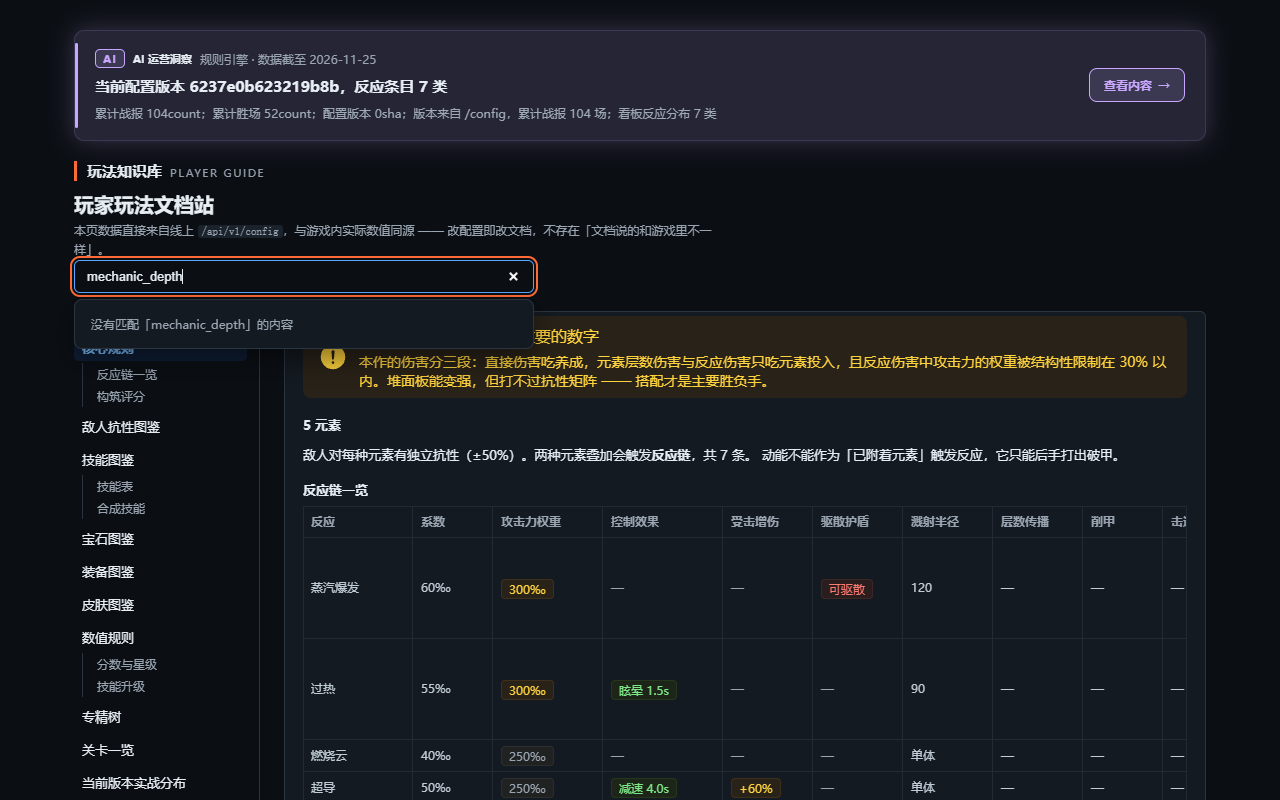 AI AI 运营洞察 规则引擎 · 数据截至 2026-11-25
当前配置版本 6237e0b623219b8b，反应条目 7 类
累计战报 104count；累计胜场 52count；配置版本 0sha；版本来自 /config，累计战报 104 场；看板反应分布 7 类
查看内容 →
玩法知识库 PLAYER GUIDE
玩家玩法文档站
本页数据直接来自线上 /api/v1/config，与游戏内实际数值同源 —— 改配置即改文档，不存在「文档说的和游戏里不一
样」。
mechanic_depth ×
没有匹配「mechanic_depth」的内容
核心规则
反应链一览
构筑评分
敌人抗性图鉴
技能图鉴
技能表
合成技能
宝石图鉴
装备图鉴
皮肤图鉴
数值规则
分数与星级
技能升级
专精树
关卡一览
当前版本实战分布
要的数字
本作的伤害分三段：直接伤害吃养成，元素层数伤害与反应伤害只吃元素投入，且反应伤害中攻击力的权重被结构性限制在 30% 以
内。堆面板能变强，但打不过抗性矩阵 —— 搭配才是主要胜负手。
5 元素
敌人对每种元素有独立抗性（±50%）。两种元素叠加会触发反应链，共 7 条。 动能不能作为「已附着元素」触发反应，它只能后手打出破甲。
反应链一览
反应 系数 攻击力权重 控制效果 受击增伤 驱散护盾 溅射半径 层数传播 削甲
蒸汽爆发 60‰ 300‰ — — 可驱散 120 — — —
过热 55‰ 300‰ 眩晕 1.5s — — 90 — — —
燃烧云 40‰ 250‰ — — — 单体 — — —
超导 50‰ 250‰ 减速 4.0s +60% — 单体 — — —